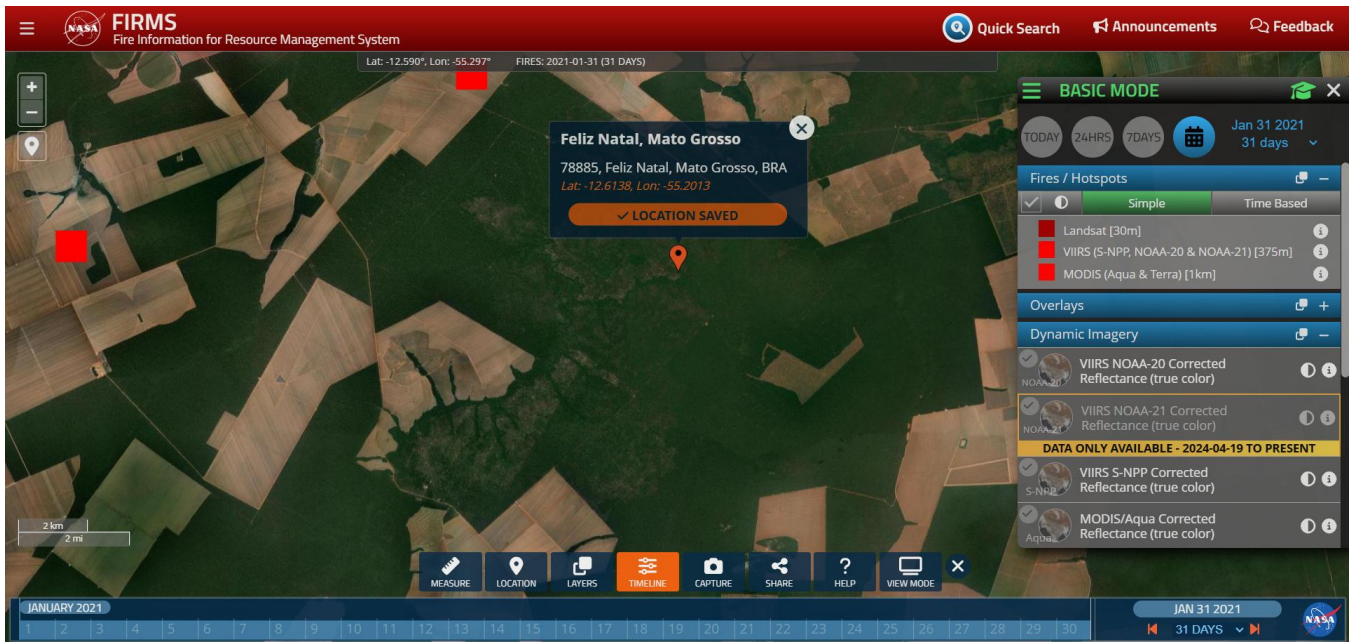 NASA
FIRMS
Fire Information for Resource Management System
Quick Search
Announcements
Feedback
Lat: -12.590°, Lon: -55.297° FIRES: 2021-01-31 (31 DAYS)
+
−
Feliz Natal, Mato Grosso
78885, Feliz Natal, Mato Grosso, BRA
Lat: -12.6138, Lon: -55.2013
LOCATION SAVED
BASIC MODE
TODAY
24HRS
7DAYS
Jan 31 2021
31 days
Fires / Hotspots
Simple
Time Based
Landsat [30m]
VIIRS (S-NPP, NOAA-20 & NOAA-21) [375m]
MODIS (Aqua & Terra) [1km]
Overlays
Dynamic Imagery
VIIRS NOAA-20 Corrected
Reflectance (true color)
NOAA-20
VIIRS NOAA-21 Corrected
Reflectance (true color)
NOAA-21
DATA ONLY AVAILABLE - 2024-04-19 TO PRESENT
VIIRS S-NPP Corrected
Reflectance (true color)
S-NPP
MODIS/Aqua Corrected
Reflectance (true color)
Aqua
2 km
2 mi
MEASURE
LOCATION
LAYERS
TIMELINE
CAPTURE
SHARE
?
HELP
VIEW MODE
JANUARY 2021
1 2 3 4 5 6 7 8 9 10 11 12 13 14 15 16 17 18 19 20 21 22 23 24 25 26 27 28 29 30
JAN 31 2021
31 DAYS
NASA